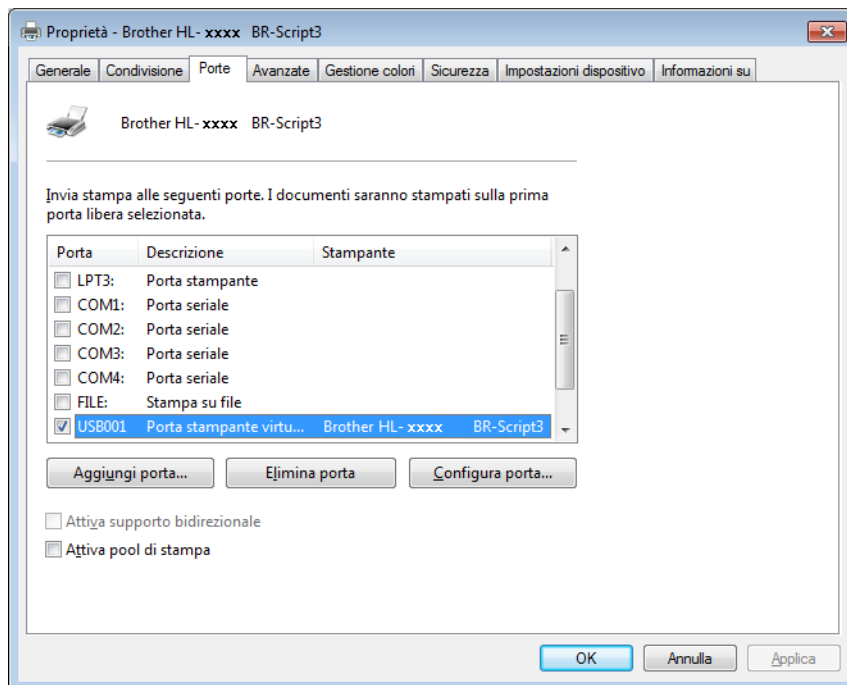 Proprietà - Brother HL- xxxx BR-Script3
Generale Condivisione Porte Avanzate Gestione colori Sicurezza Impostazioni dispositivo Informazioni su
Brother HL- xxxx BR-Script3
Invia stampa alle seguenti porte. I documenti saranno stampati sulla prima
porta libera selezionata.
Porta Descrizione Stampante
LPT3: Porta stampante
COM1: Porta seriale
COM2: Porta seriale
COM3: Porta seriale
COM4: Porta seriale
FILE: Stampa su file
USB001 Porta stampante virtu... Brother HL- xxxx BR-Script3
Aggiungi porta... Elimina porta Configura porta...
Attiva supporto bidirezionale
Attiva pool di stampa
OK Annulla Applica